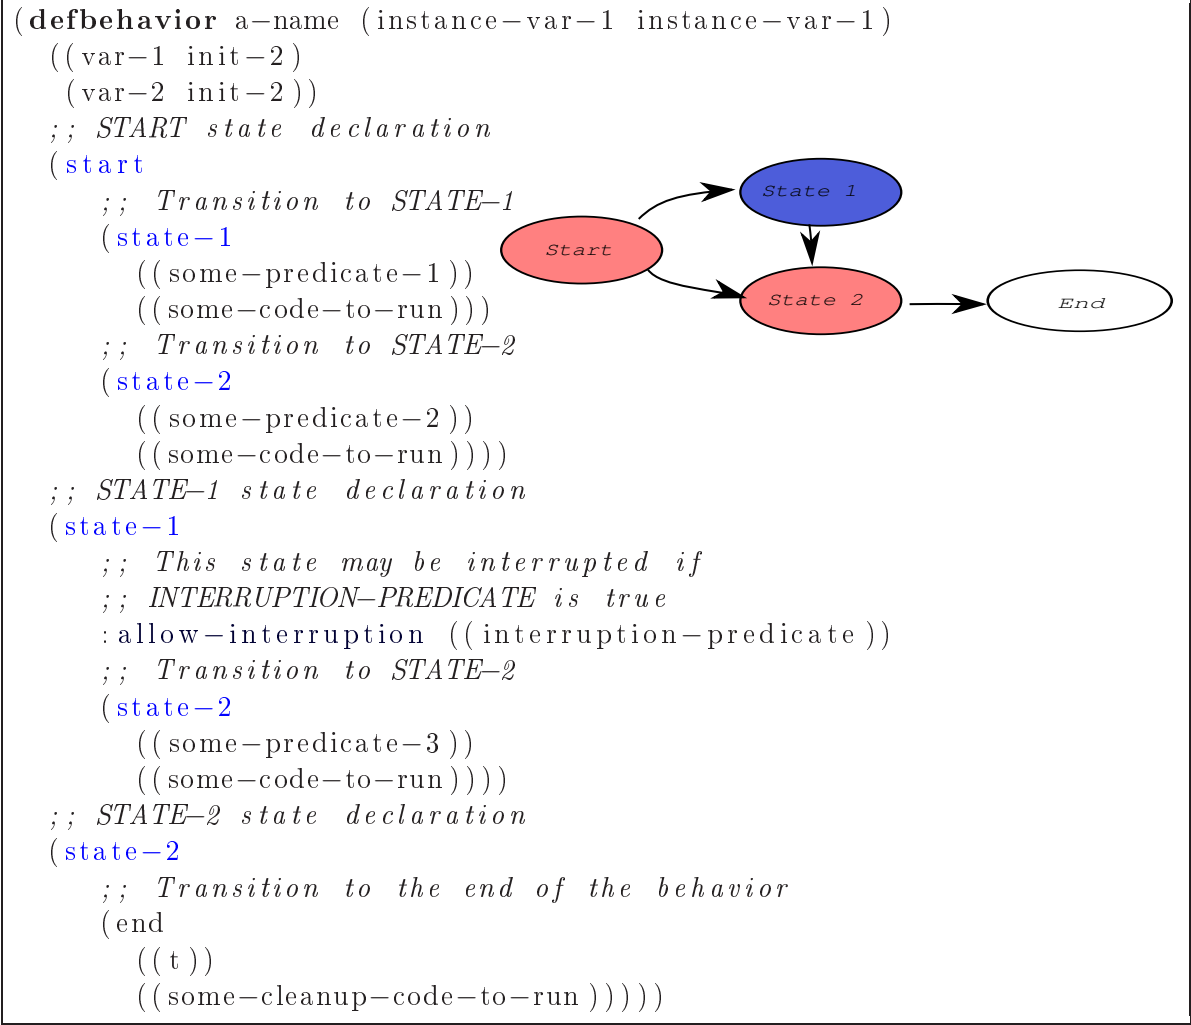 (defbehavior a−name (instance−var−1 instance−var−1)
((var−1 init−2)
(var−2 init−2))
;; START state declaration
(start
;; Transition to STATE−1
(state−1
((some−predicate−1))
((some−code−to−run)))
;; Transition to STATE−2
(state−2
((some−predicate−2))
((some−code−to−run))))
;; STATE−1 state declaration
(state−1
;; This state may be interrupted if
;; INTERRUPTION−PREDICATE is true
:allow−interruption ((interruption−predicate))
;; Transition to STATE−2
(state−2
((some−predicate−3))
((some−code−to−run))))
;; STATE−2 state declaration
(state−2
;; Transition to the end of the behavior
(end
((t))
((some−cleanup−code−to−run)))))
State 1
Start
State 2
End